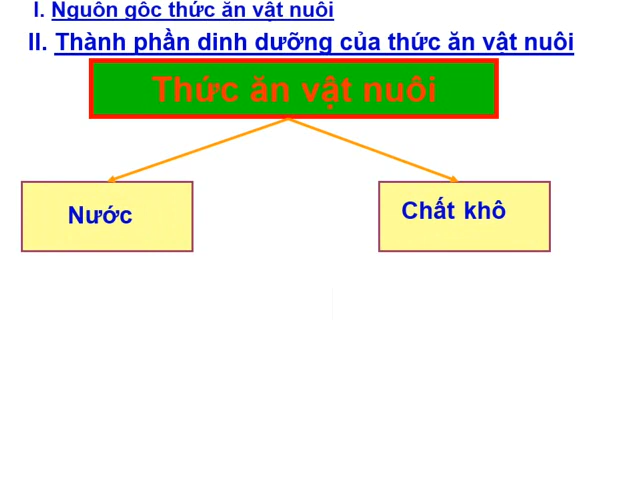 I. Nguồn gốc thức ăn vật nuôi
II. Thành phần dinh dưỡng của thức ăn vật nuôi
Thức ăn vật nuôi
Nước
Chất khô